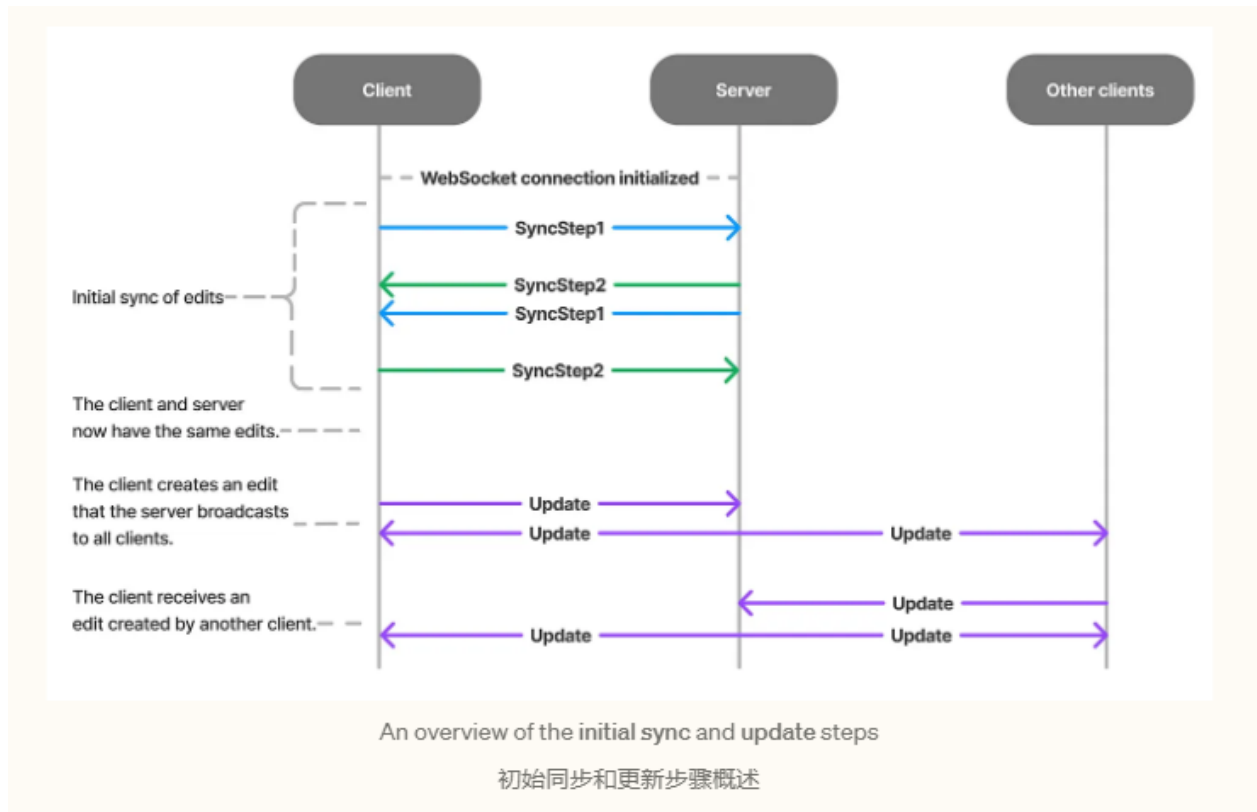 Client
Server
Other clients
WebSocket connection initialized
SyncStep1
SyncStep2
Initial sync of edits
SyncStep1
SyncStep2
The client and server
now have the same edits.
The client creates an edit
that the server broadcasts
to all clients.
Update
Update
Update
The client receives an
edit created by another client.
Update
Update
Update
An overview of the initial sync and update steps
初始同步和更新步骤概述